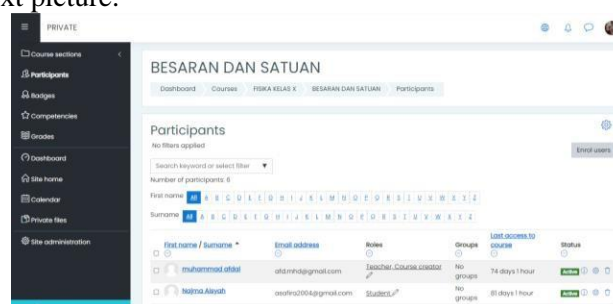 xt picture.
PRIVATE
Course sections
Participants
Badges
Competencies
Grades
Dashboard
Site home
Calendar
Private files
Site administration
BESARAN DAN SATUAN
Dashboard Courses FISIKA KELAS X BESARAN DAN SATUAN Participants
Participants
No filters applied
Enrol users
Search keyword or select filter ▼
Number of participants: 6
First name All A B C D E F G H I J K L M N O P Q R S T U V W X Y Z
Surname All A B C D E F G H I J K L M N O P Q R S T U V W X Y Z
First name / Surname Email address Roles Groups Last access to course Status
muhammad afdal afd.mhd@gmail.com Teacher, Course creator No groups 74 days 1 hour Active
Najma Aisyah asafira2004@gmail.com Student No groups 81 days 1 hour Active